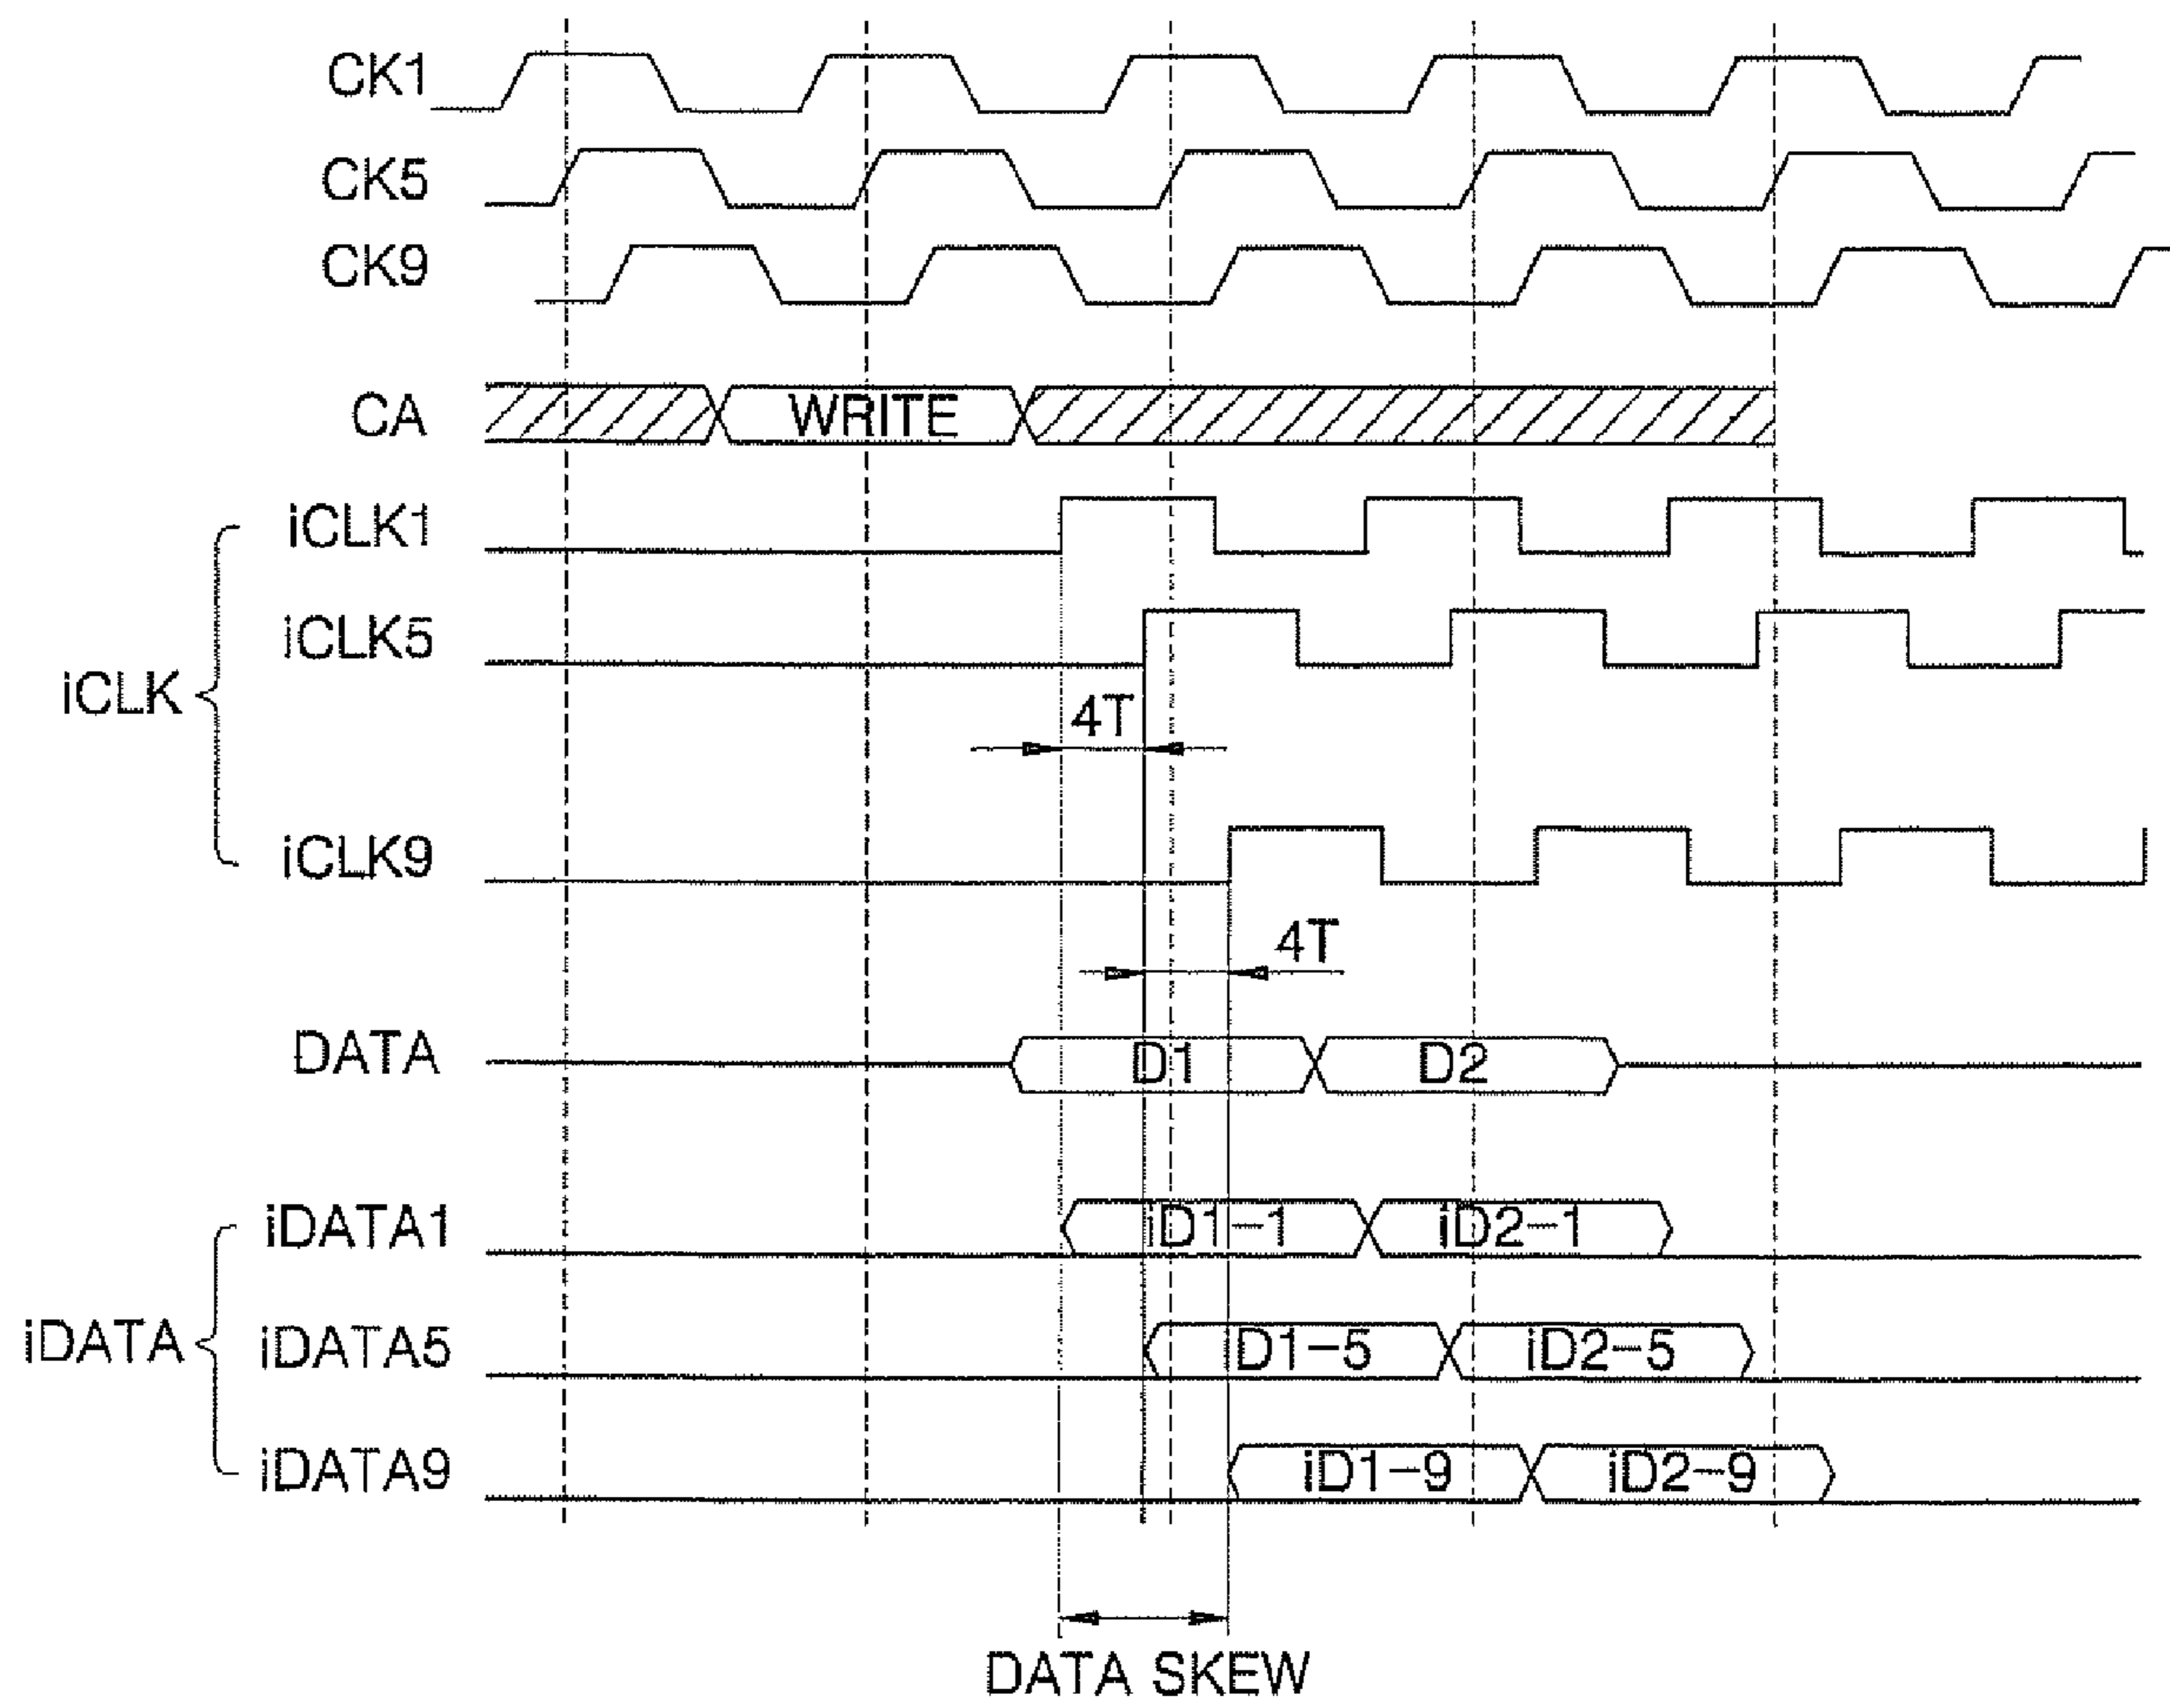 CK1
CK5
CK9
CA WRITE
iCLK1
iCLK5
iCLK
4T
iCLK9
4T
DATA D1 D2
iDATA1 iD1-1 iD2-1
iDATA
iDATA5 D1-5 iD2-5
iDATA9 iD1-9 iD2-9
DATA SKEW